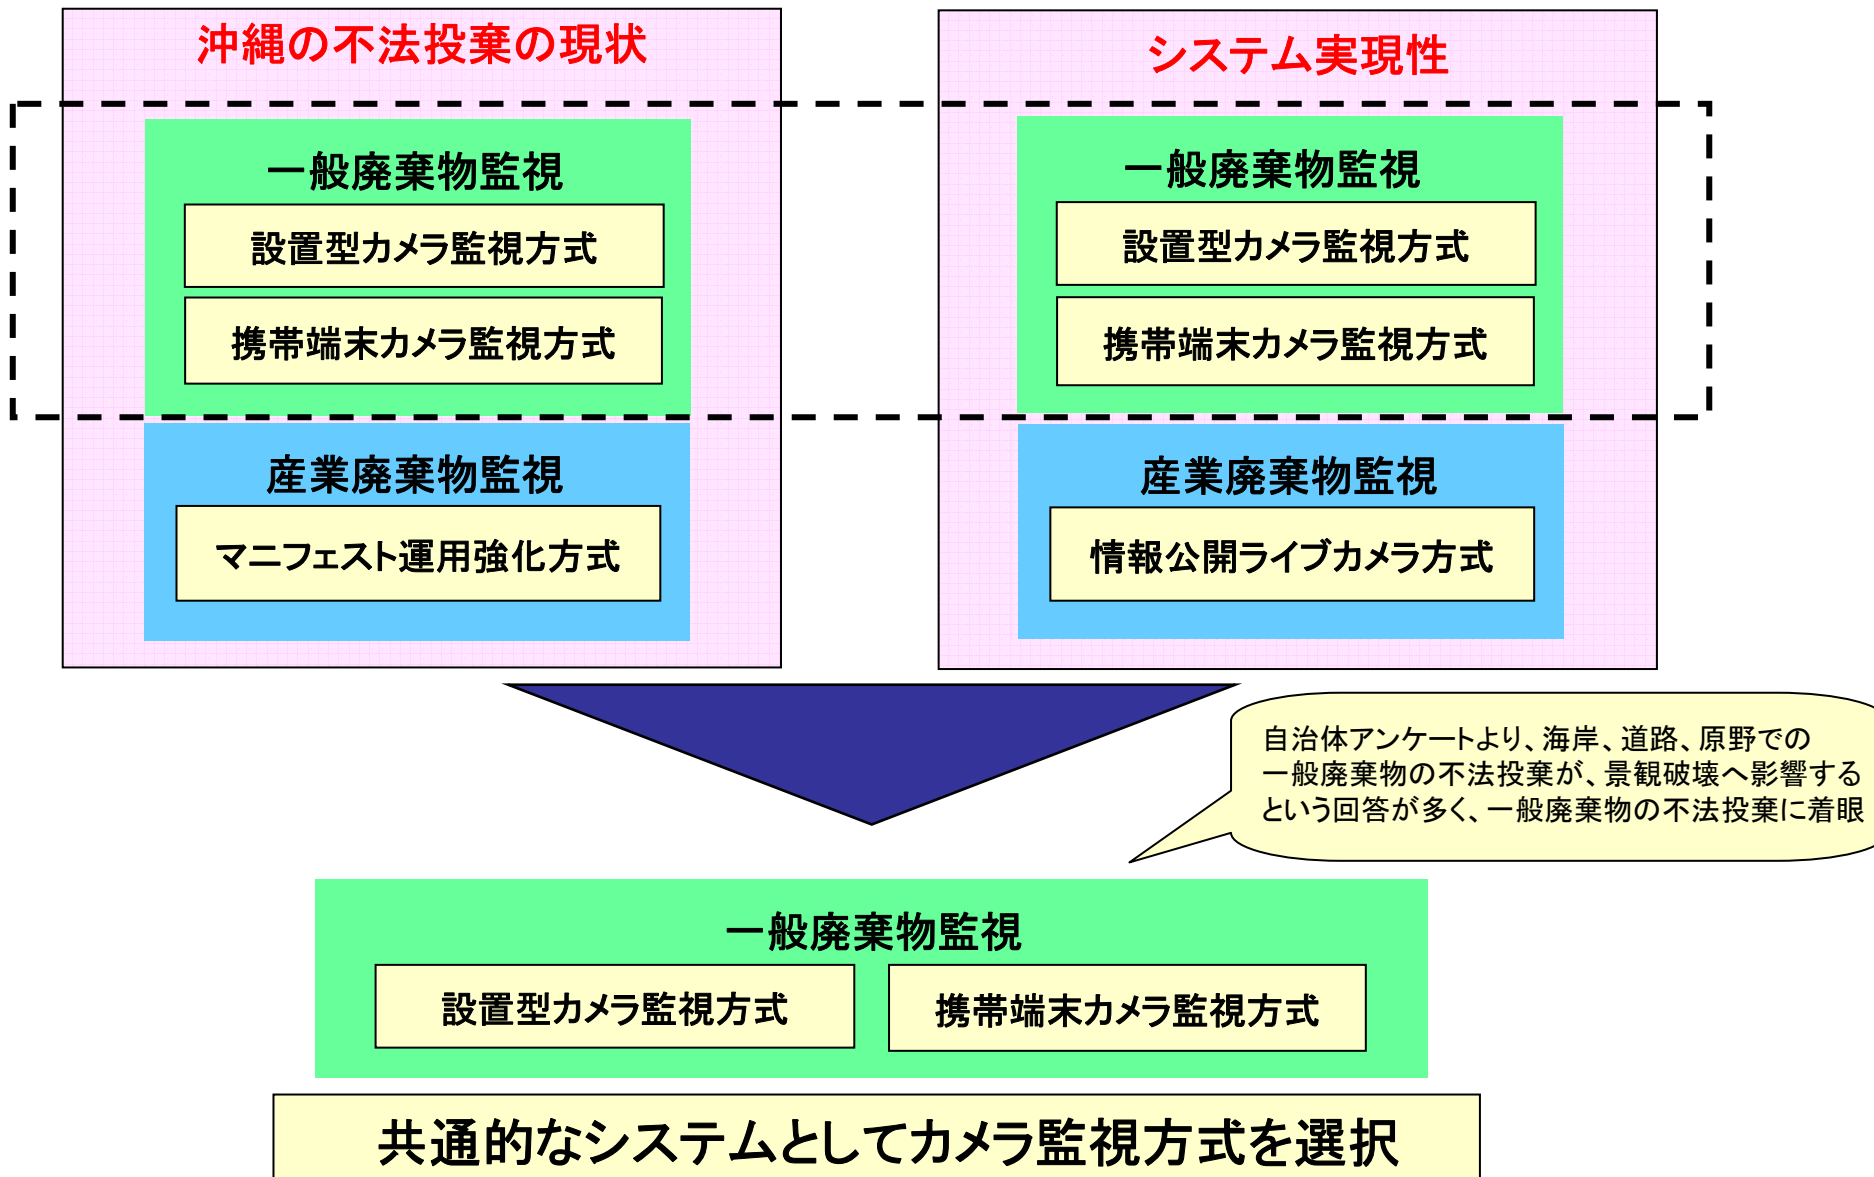 沖縄の不法投棄の現状
一般廃棄物監視
設置型カメラ監視方式
携帯端末カメラ監視方式
産業廃棄物監視
マニフェスト運用強化方式
システム実現性
一般廃棄物監視
設置型カメラ監視方式
携帯端末カメラ監視方式
産業廃棄物監視
情報公開ライブカメラ方式
自治体アンケートより、海岸、道路、原野での
一般廃棄物の不法投棄が、景観破壊へ影響する
という回答が多く、一般廃棄物の不法投棄に着眼
一般廃棄物監視
設置型カメラ監視方式
携帯端末カメラ監視方式
共通的なシステムとしてカメラ監視方式を選択